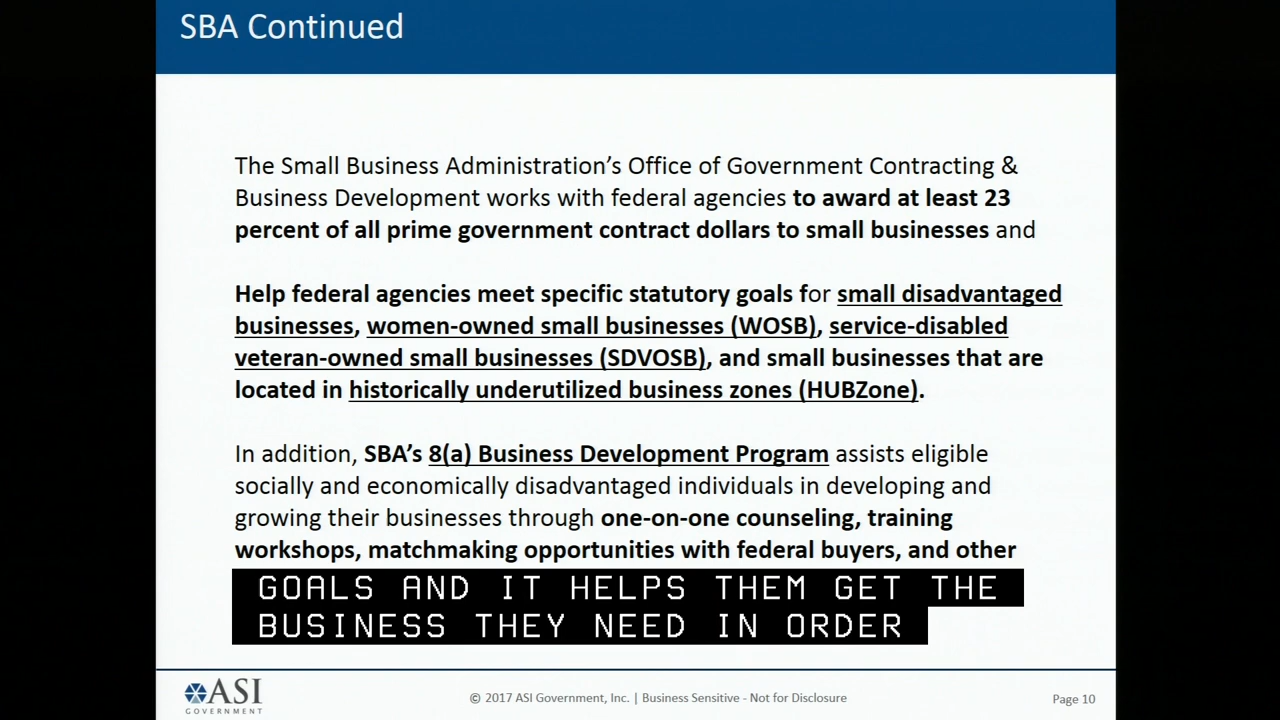 SBA Continued
The Small Business Administration’s Office of Government Contracting &
Business Development works with federal agencies to award at least 23
percent of all prime government contract dollars to small businesses and
Help federal agencies meet specific statutory goals for small disadvantaged
businesses, women-owned small businesses (WOSB), service-disabled
veteran-owned small businesses (SDVOSB), and small businesses that are
located in historically underutilized business zones (HUBZone).
In addition, SBA’s 8(a) Business Development Program assists eligible
socially and economically disadvantaged individuals in developing and
growing their businesses through one-on-one counseling, training
workshops, matchmaking opportunities with federal buyers, and other
GOALS AND IT HELPS THEM GET THE
BUSINESS THEY NEED IN ORDER
ASI
GOVERNMENT
© 2017 ASI Government, Inc. | Business Sensitive - Not for Disclosure
Page 10